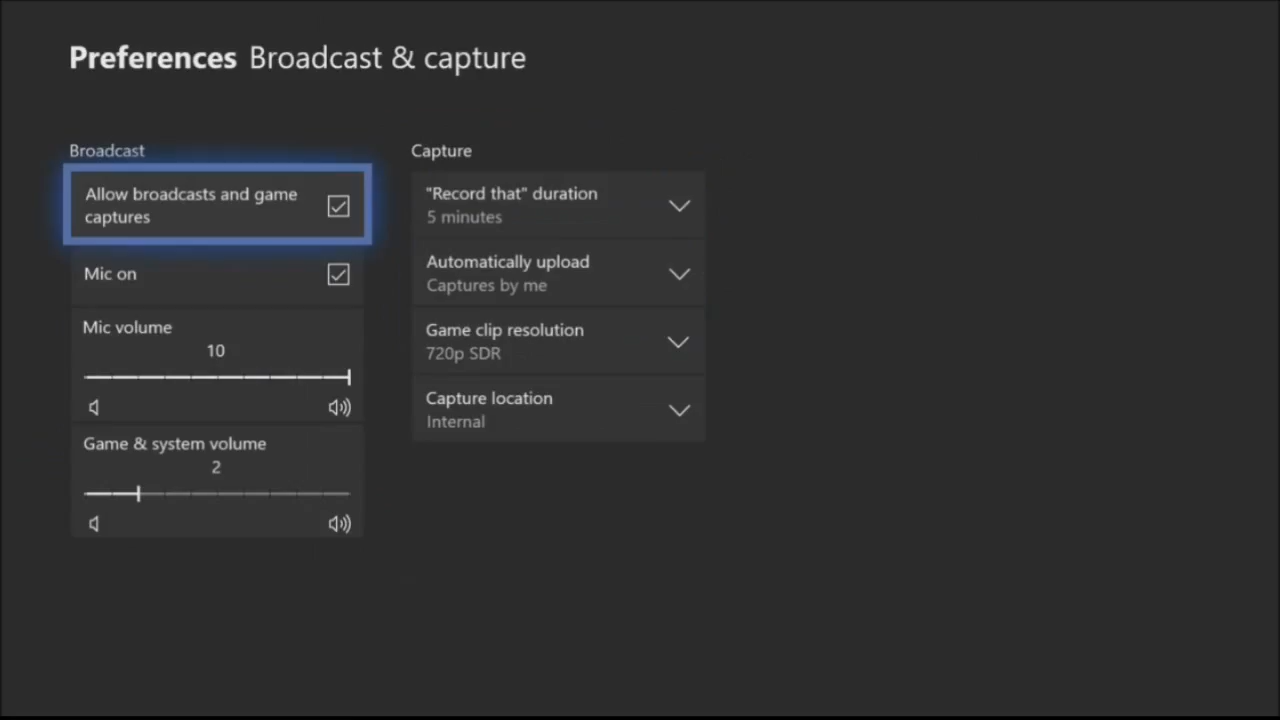 Preferences Broadcast & capture
Broadcast
Allow broadcasts and game
captures
Mic on
Mic volume
10
Game & system volume
2
Capture
"Record that" duration
5 minutes
Automatically upload
Captures by me
Game clip resolution
720p SDR
Capture location
Internal